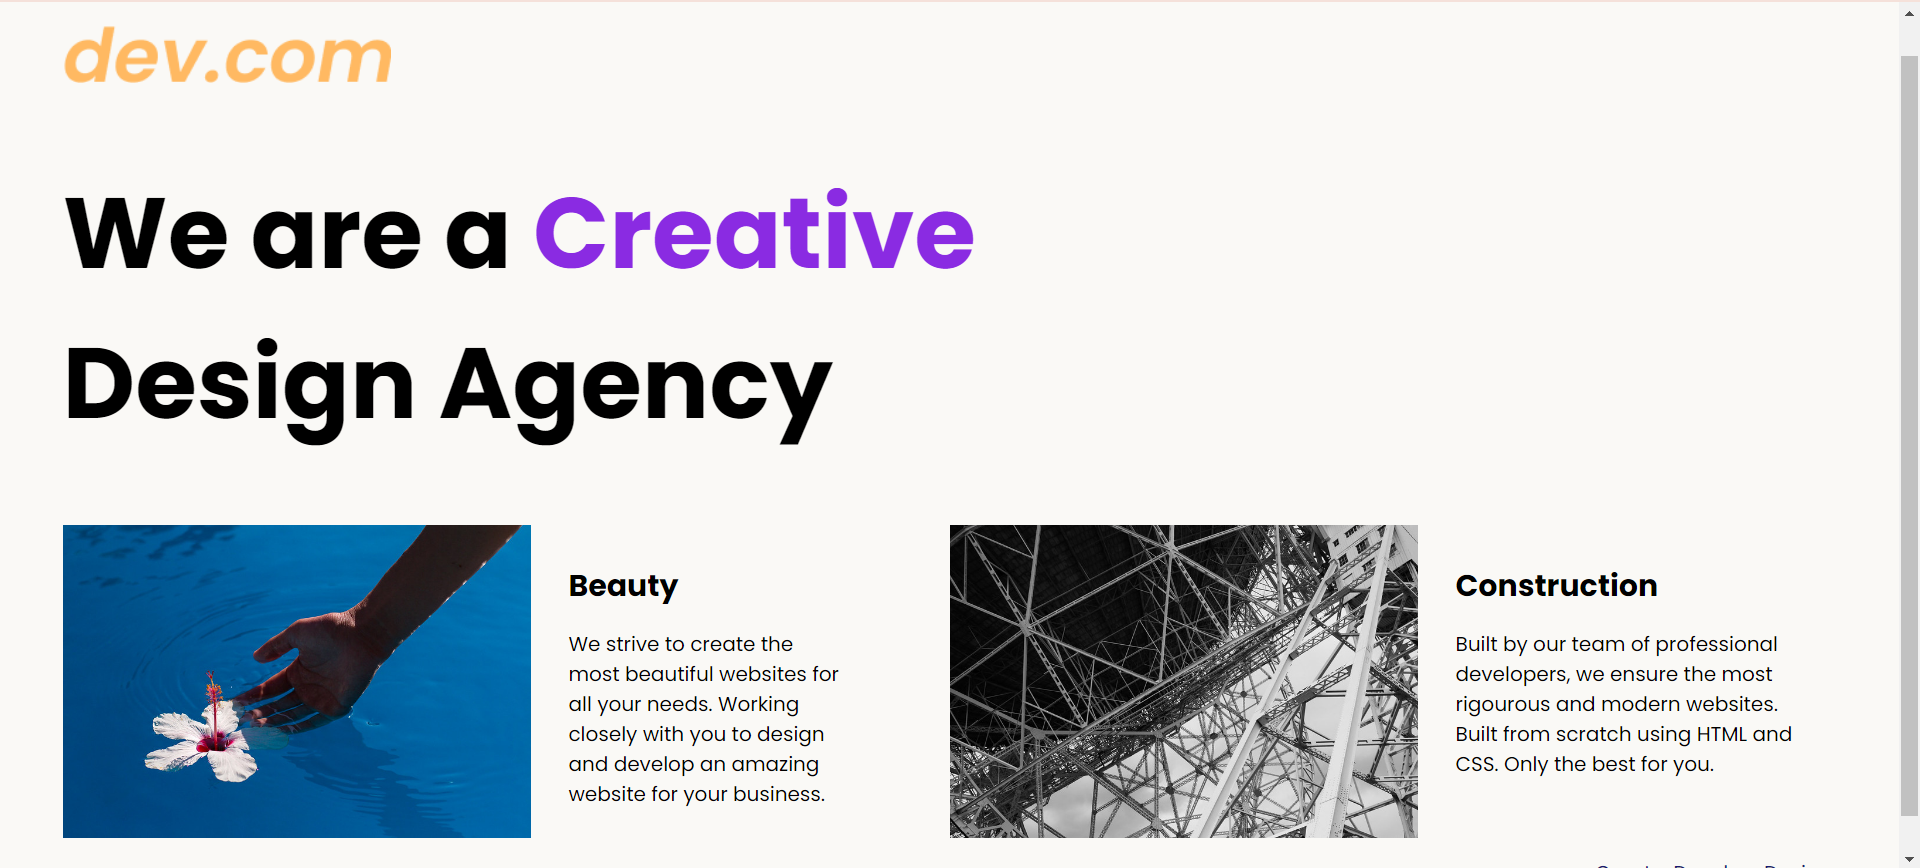 dev.com
We are a Creative
Design Agency
Beauty
We strive to create the
most beautiful websites for
all your needs. Working
closely with you to design
and develop an amazing
website for your business.
Construction
Built by our team of professional
developers, we ensure the most
rigourous and modern websites.
Built from scratch using HTML and
CSS. Only the best for you.